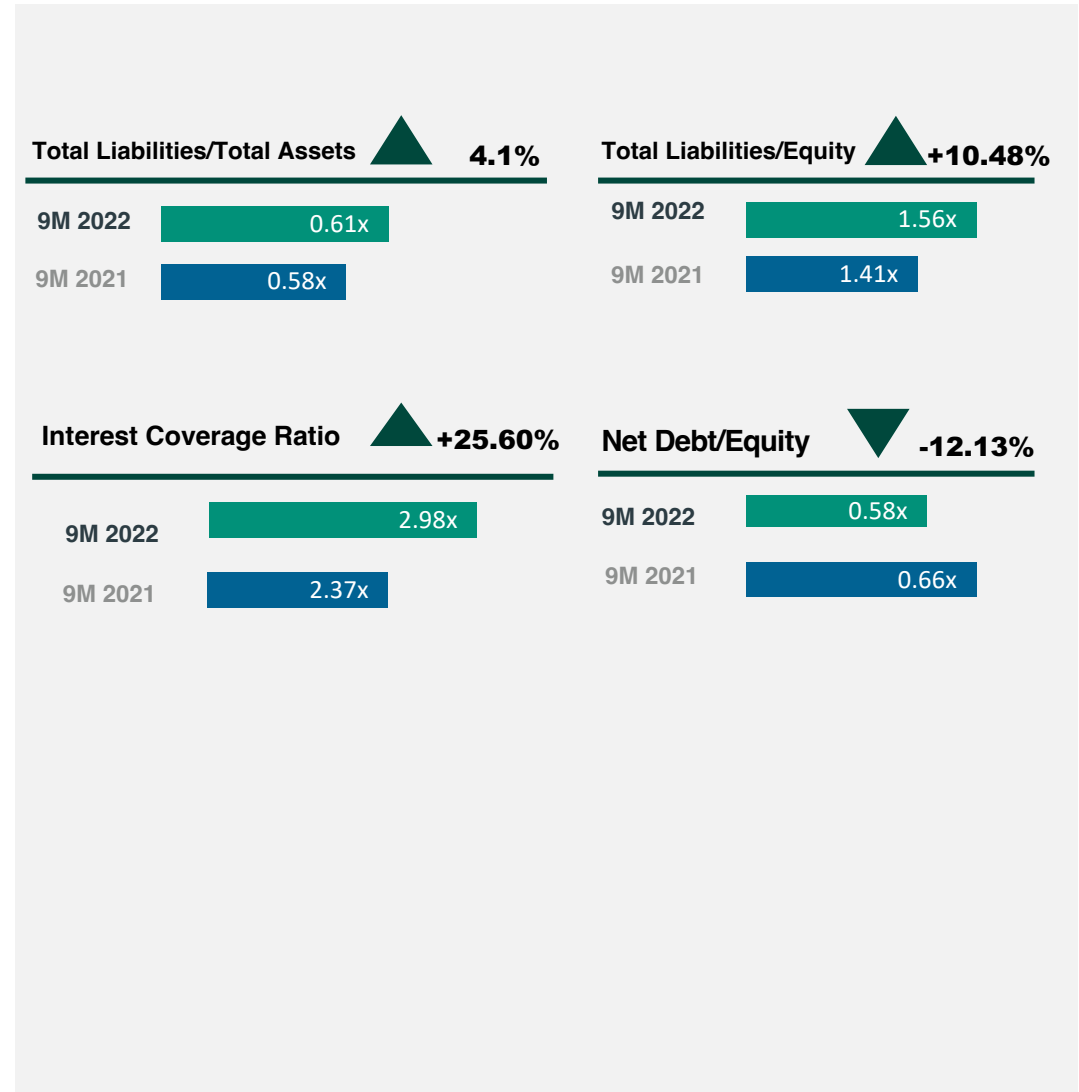 Total Liabilities/Total Assets 4.1%
9M 2022 0.61x
9M 2021 0.58x
Total Liabilities/Equity +10.48%
9M 2022 1.56x
9M 2021 1.41x
Interest Coverage Ratio +25.60%
9M 2022 2.98x
9M 2021 2.37x
Net Debt/Equity -12.13%
9M 2022 0.58x
9M 2021 0.66x